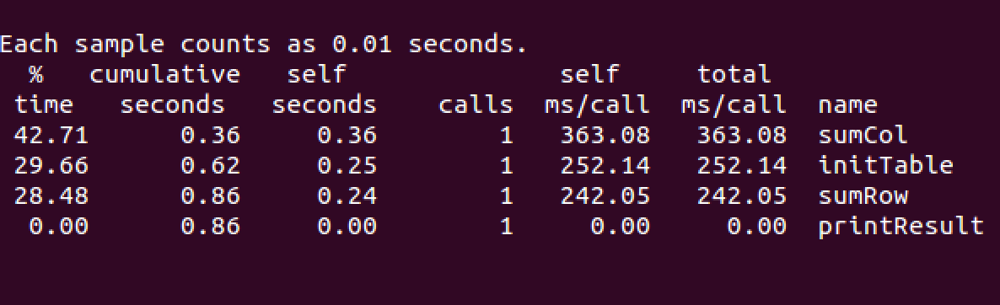 Each sample counts as 0.01 seconds.
  %   cumulative   self              self     total
 time   seconds   seconds    calls  ms/call  ms/call  name
 42.71      0.36     0.36        1   363.08   363.08  sumCol
 29.66      0.62     0.25        1   252.14   252.14  initTable
 28.48      0.86     0.24        1   242.05   242.05  sumRow
  0.00      0.86     0.00        1     0.00     0.00  printResult